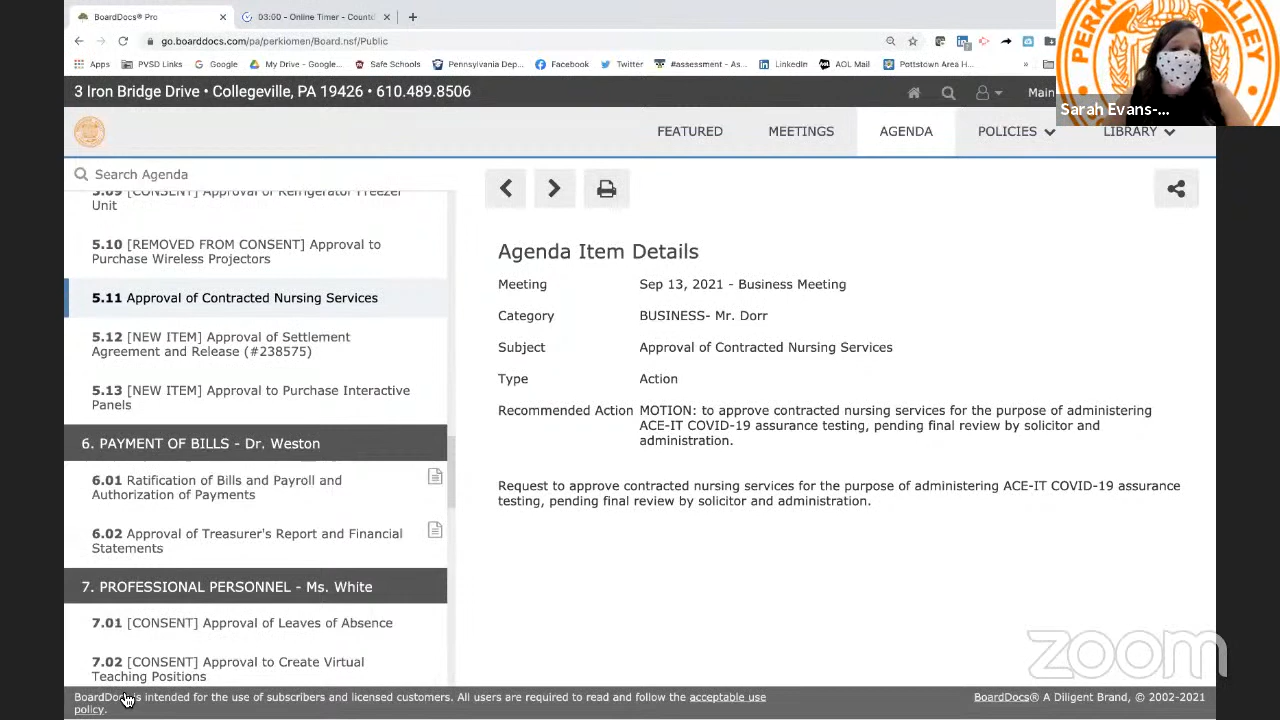 BoardDocs® Pro
03:00 - Online Timer - Count
go.boarddocs.com/pa/perkiomen/Board.nsf/Public
Apps PVSD Links Google My Drive - Google... Safe Schools Pennsylvania Dep... Facebook Twitter #assessment - As... LinkedIn AOL Mail Pottstown Area H... »
PERKIOMEN VALLEY
Sarah Evans-...
3 Iron Bridge Drive • Collegeville, PA 19426 • 610.489.8506
Main
FEATURED MEETINGS AGENDA POLICIES LIBRARY
Search Agenda
5.09 [CONSENT] Approval of Refrigerator Freezer
Unit
5.10 [REMOVED FROM CONSENT] Approval to
Purchase Wireless Projectors
5.11 Approval of Contracted Nursing Services
5.12 [NEW ITEM] Approval of Settlement
Agreement and Release (#238575)
5.13 [NEW ITEM] Approval to Purchase Interactive
Panels
6. PAYMENT OF BILLS - Dr. Weston
6.01 Ratification of Bills and Payroll and
Authorization of Payments
6.02 Approval of Treasurer's Report and Financial
Statements
7. PROFESSIONAL PERSONNEL - Ms. White
7.01 [CONSENT] Approval of Leaves of Absence
7.02 [CONSENT] Approval to Create Virtual
Teaching Positions
Agenda Item Details
Meeting Sep 13, 2021 - Business Meeting
Category BUSINESS- Mr. Dorr
Subject Approval of Contracted Nursing Services
Type Action
Recommended Action MOTION: to approve contracted nursing services for the purpose of administering
ACE-IT COVID-19 assurance testing, pending final review by solicitor and
administration.
Request to approve contracted nursing services for the purpose of administering ACE-IT COVID-19 assurance
testing, pending final review by solicitor and administration.
zoom
BoardDocs is intended for the use of subscribers and licensed customers. All users are required to read and follow the acceptable use
policy.
BoardDocs® A Diligent Brand, © 2002-2021